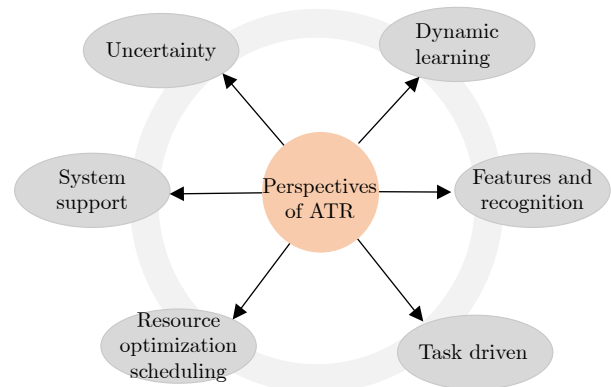 Uncertainty
Dynamic
learning
System
support
Perspectives
of ATR
Features and
recognition
Resource
optimization
scheduling
Task driven